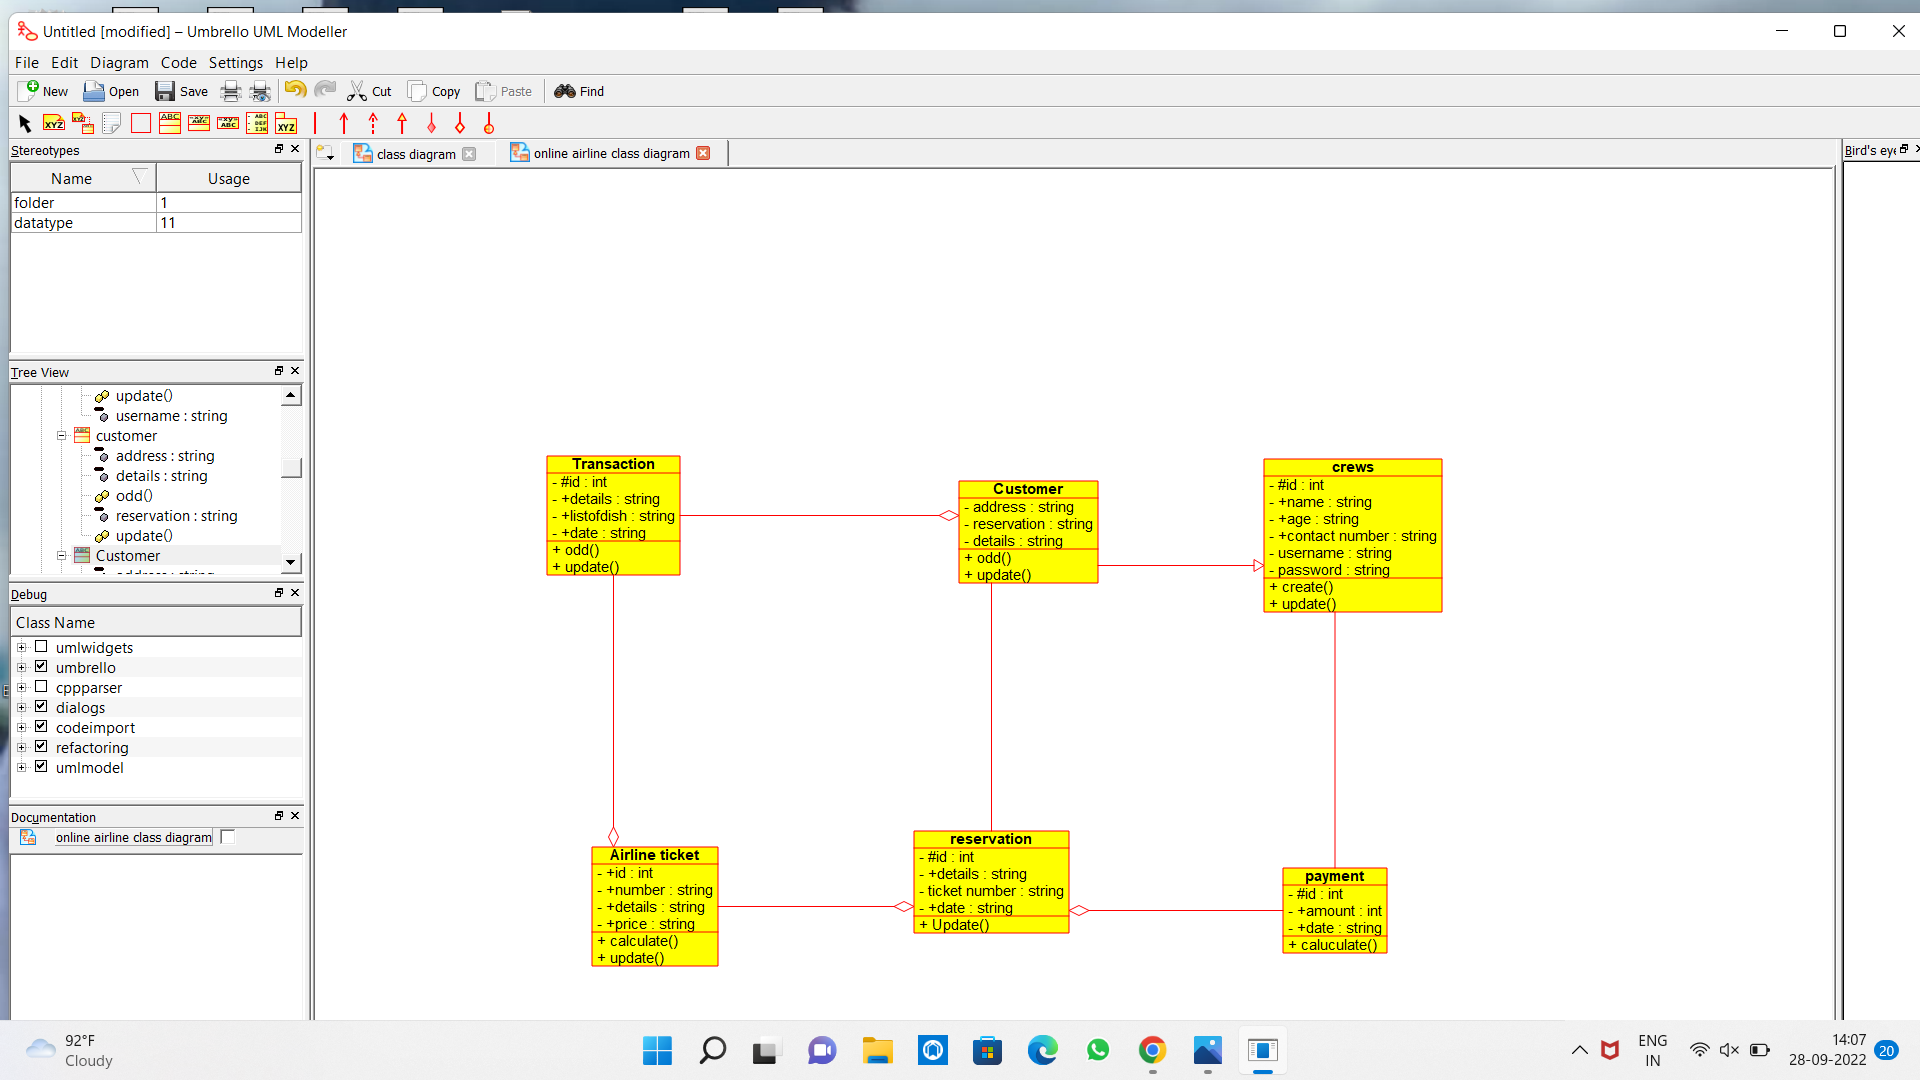 Untitled [modified] – Umbrello UML Modeller
File Edit Diagram Code Settings Help
New Open Save Cut Copy Paste Find
Stereotypes
Name Usage
folder 1
datatype 11
Tree View
update()
username : string
customer
address : string
details : string
odd()
reservation : string
update()
Customer
address : string
Debug
Class Name
umlwidgets
umbrello
cppparser
dialogs
codeimport
refactoring
umlmodel
Documentation
online airline class diagram
class diagram
online airline class diagram
Bird's eye
Transaction
- #id : int
- +details : string
- +listofdish : string
- +date : string
+ odd()
+ update()
Customer
- address : string
- reservation : string
- details : string
+ odd()
+ update()
crews
- #id : int
- +name : string
- +age : string
- +contact number : string
- username : string
- password : string
+ create()
+ update()
Airline ticket
- +id : int
- +number : string
- +details : string
- +price : string
+ calculate()
+ update()
reservation
- #id : int
- +details : string
- ticket number : string
- +date : string
+ Update()
payment
- #id : int
- +amount : int
- +date : string
+ caluculate()
92°F
Cloudy
ENG
IN
14:07
28-09-2022
20